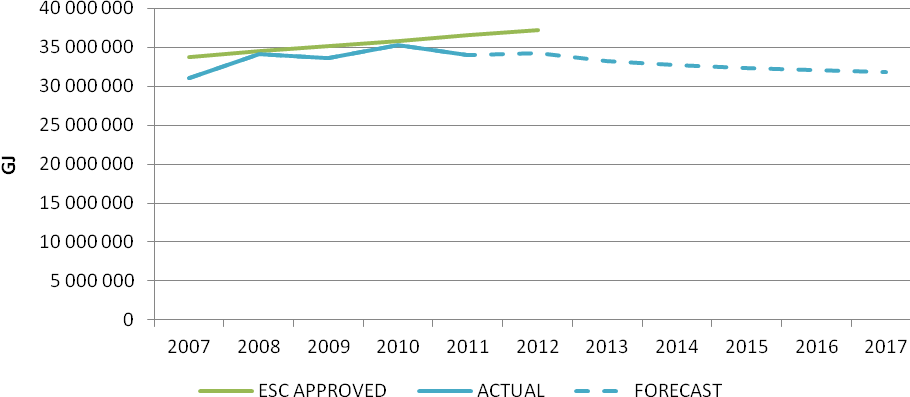 40 000 000
35 000 000
30 000 000
25 000 000
20 000 000
15 000 000
10 000 000
5 000 000
0
GJ
2007 2008 2009 2010 2011 2012 2013 2014 2015 2016 2017
ESC APPROVED ACTUAL FORECAST